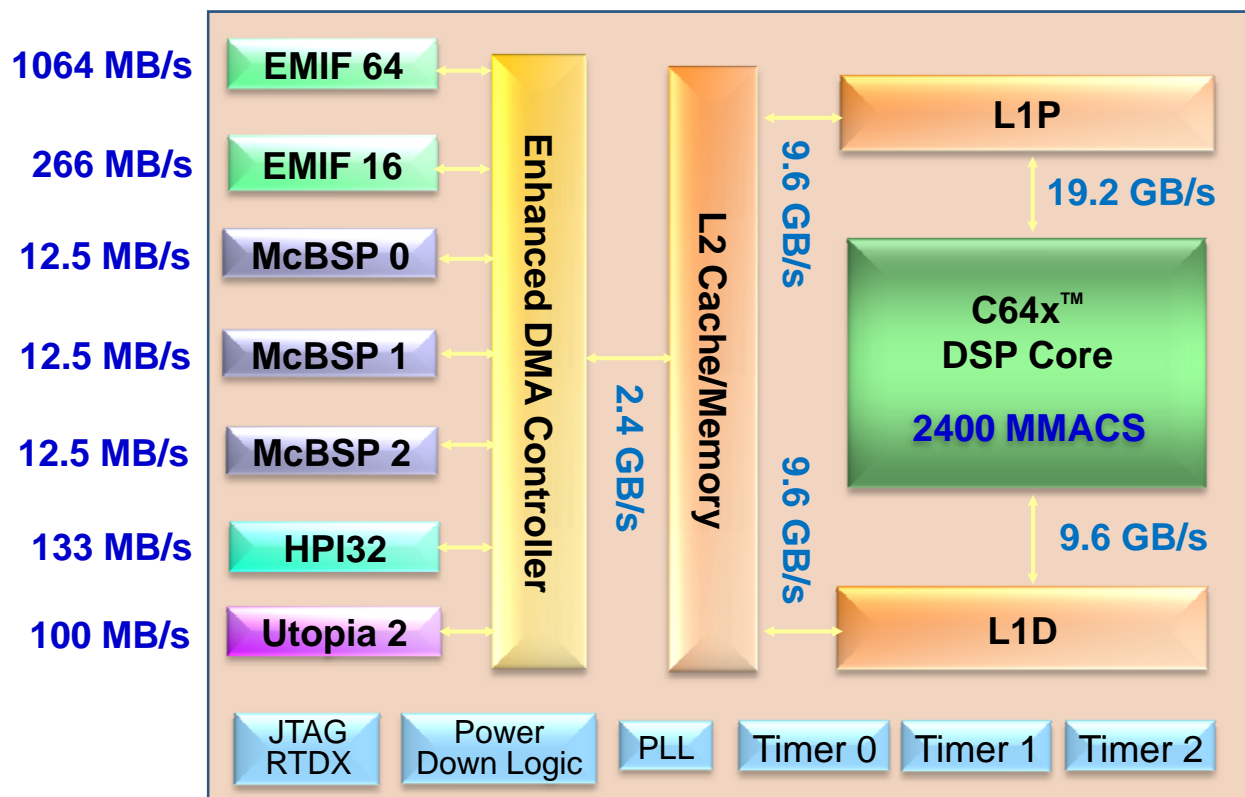 1064 MB/s
EMIF 64
266 MB/s
EMIF 16
12.5 MB/s
McBSP 0
12.5 MB/s
McBSP 1
12.5 MB/s
McBSP 2
133 MB/s
HPI32
100 MB/s
Utopia 2
Enhanced DMA Controller
2.4 GB/s
L2 Cache/Memory
9.6 GB/s
9.6 GB/s
L1P
19.2 GB/s
C64x™
DSP Core
2400 MMACS
9.6 GB/s
L1D
JTAG
RTDX
Power
Down Logic
PLL
Timer 0
Timer 1
Timer 2